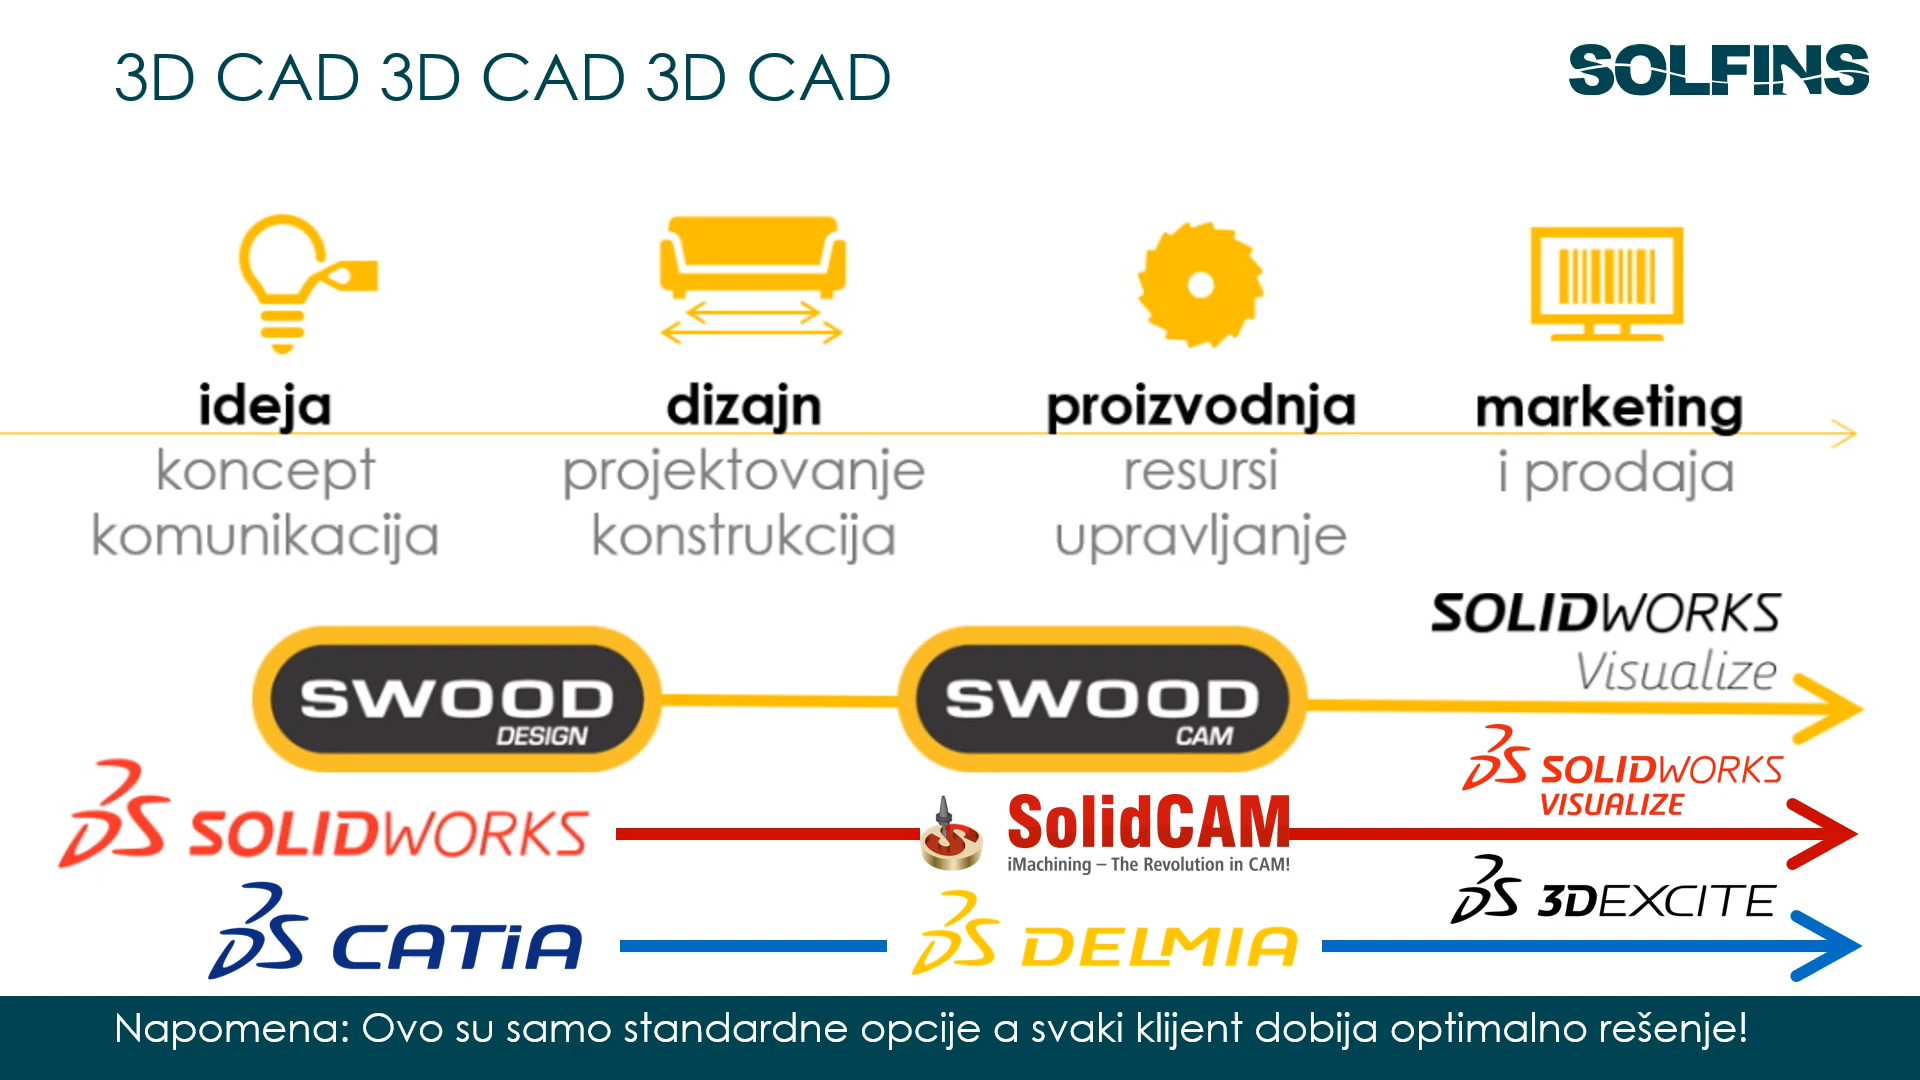 3D CAD 3D CAD 3D CAD
SOLFINS
ideja
koncept
komunikacija
dizajn
projektovanje
konstrukcija
proizvodnja
resursi
upravljanje
marketing
i prodaja
SWOOD
DESIGN
SWOOD
CAM
SOLIDWORKS
Visualize
SOLIDWORKS
SolidCAM
iMachining – The Revolution in CAM!
SOLIDWORKS
VISUALIZE
CATIA
DELMIA
3DEXCITE
Napomena: Ovo su samo standardne opcije a svaki klijent dobija optimalno rešenje!